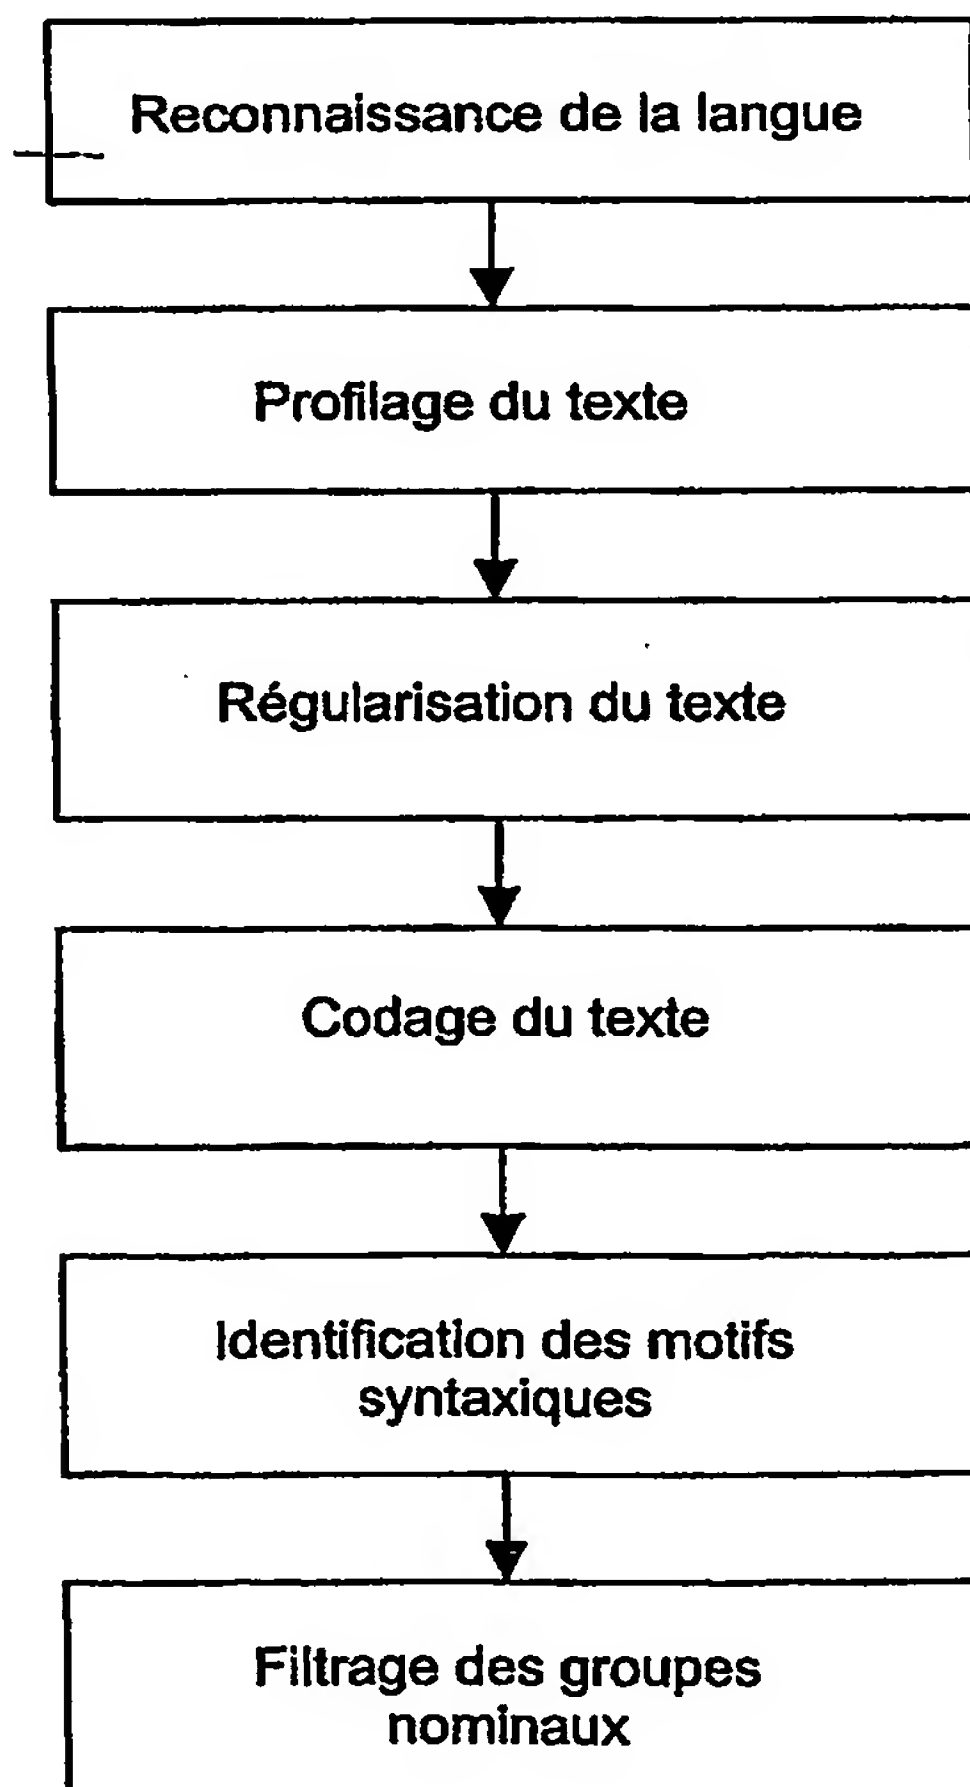 Reconnaissance de la langue
Profilage du texte
Régularisation du texte
Codage du texte
Identification des motifs
syntaxiques
Filtrage des groupes
nominaux